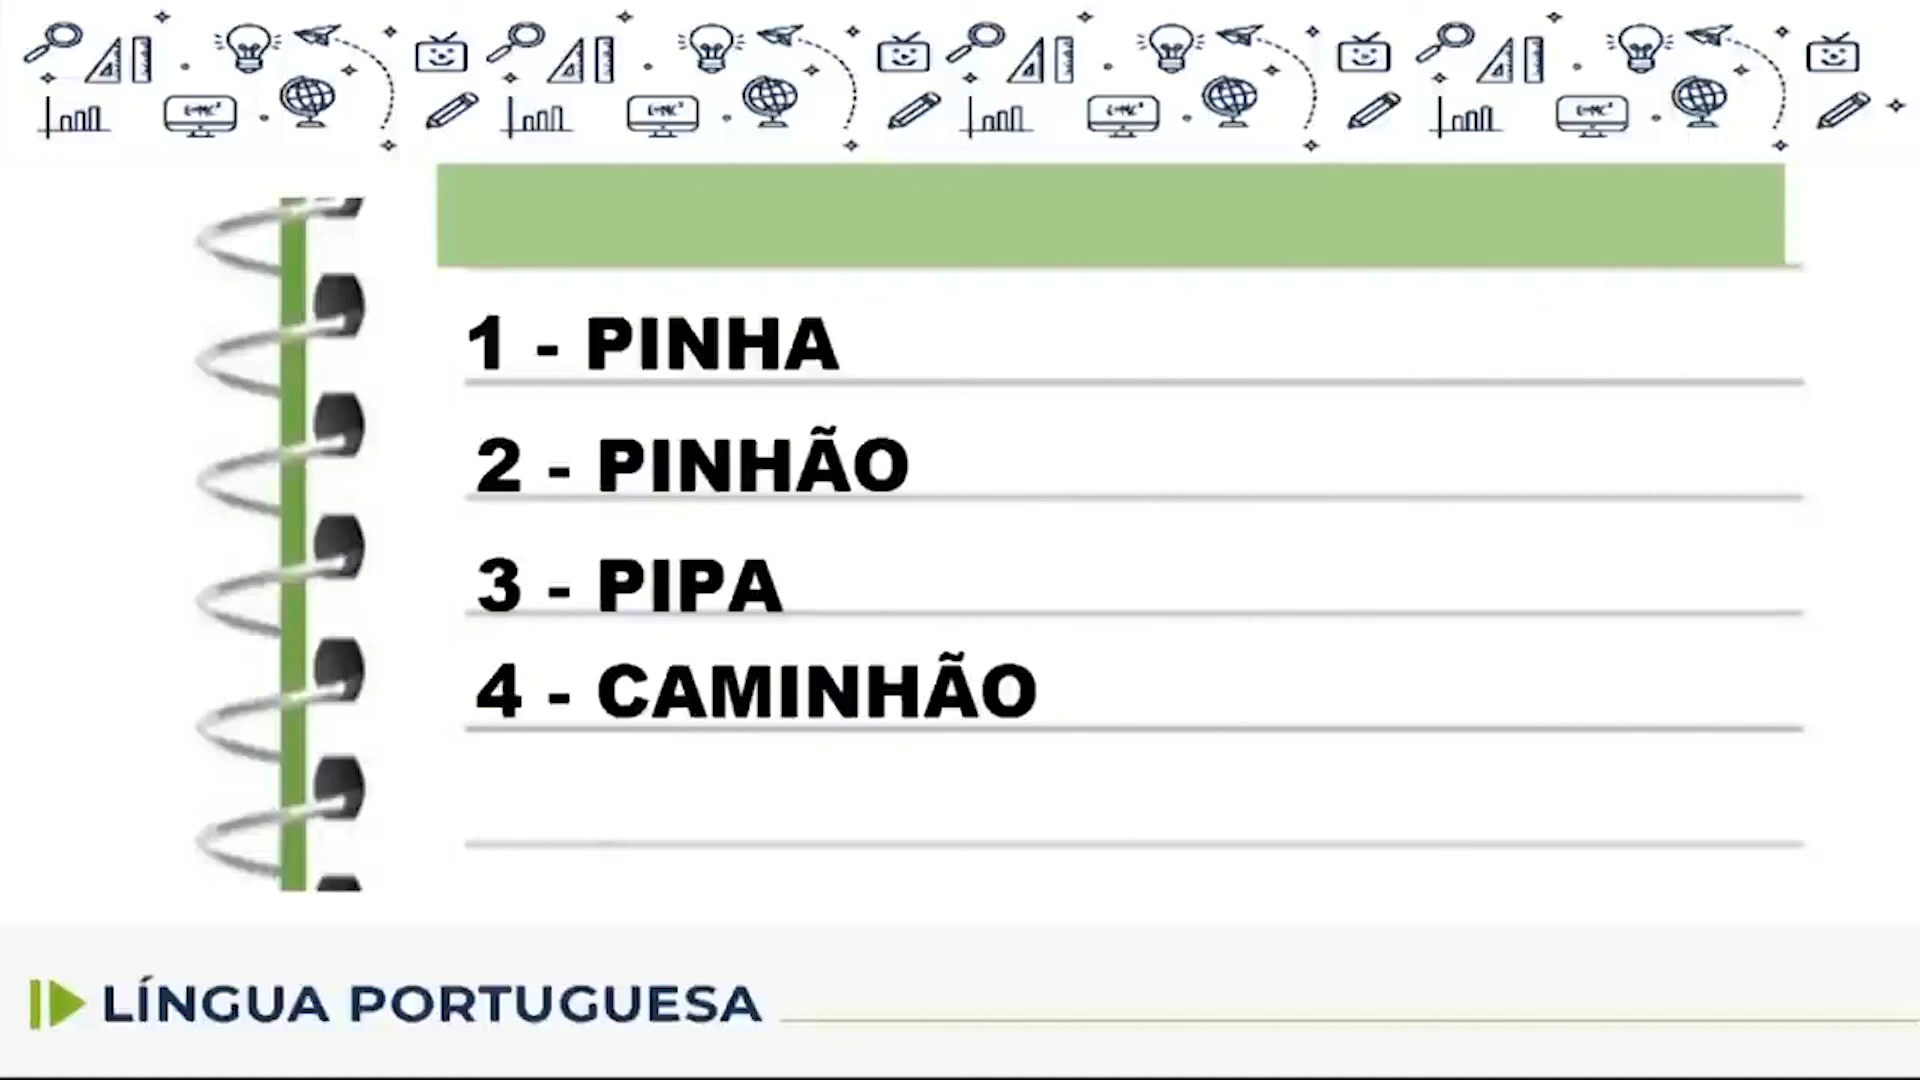 1 - PINHA
2 - PINHÃO
3 - PIPA
4 - CAMINHÃO
LÍNGUA PORTUGUESA